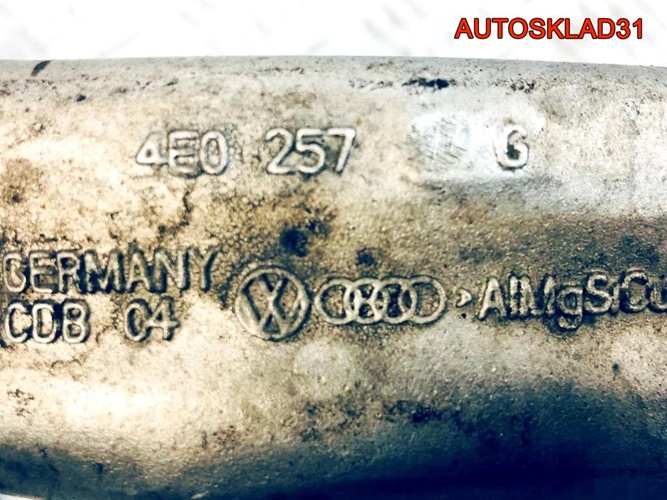 AUTOSKLAD31
4E0 257 G
GERMANY
CDB 04
>AlMgSiCu